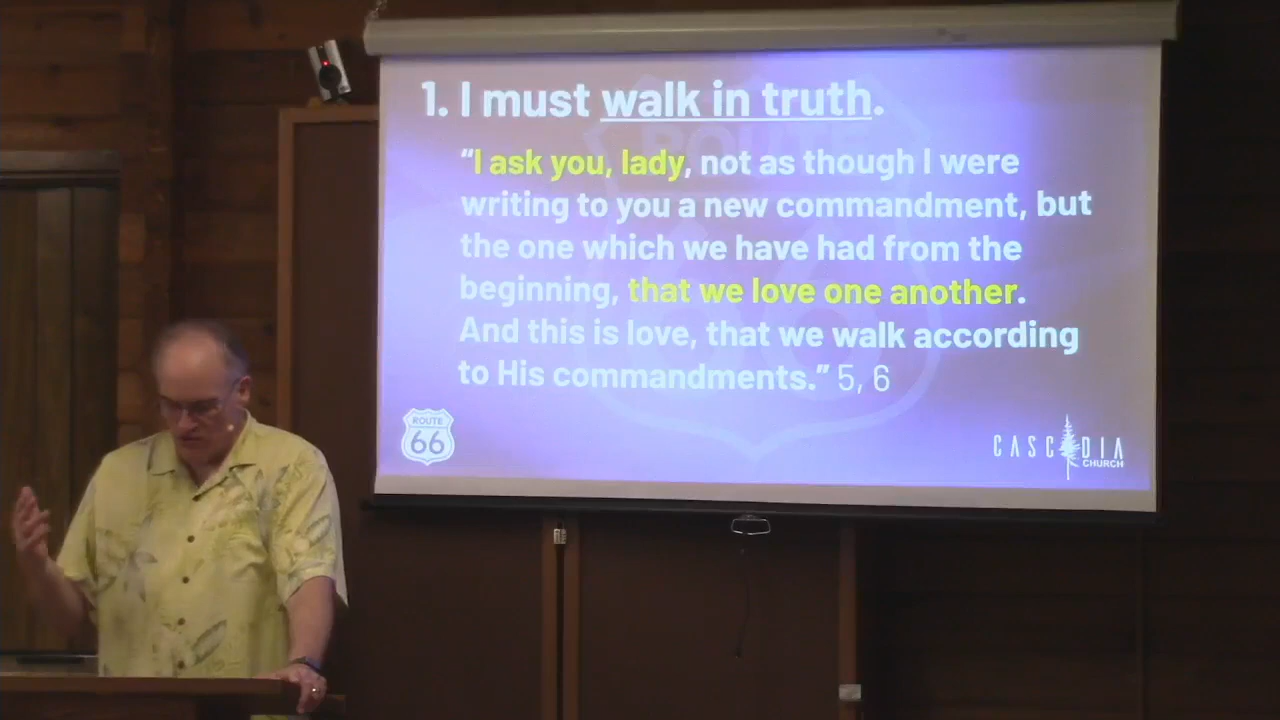 1. I must walk in truth.
“I ask you, lady, not as though I were
writing to you a new commandment, but
the one which we have had from the
beginning, that we love one another.
And this is love, that we walk according
to His commandments.” 5, 6
ROUTE
66
CASCADIA
CHURCH